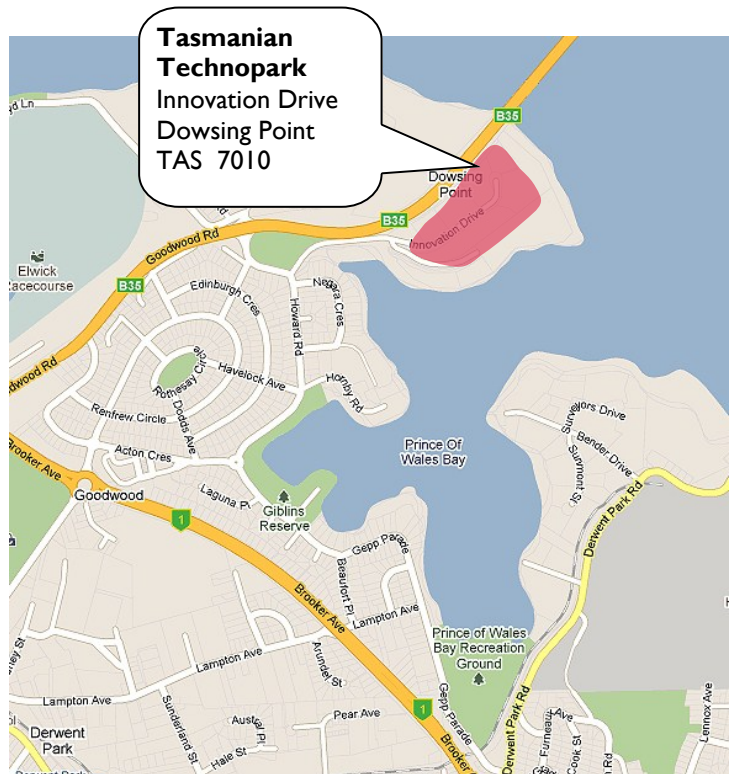 Tasmanian
Technopark
Innovation Drive
Dowsing Point
TAS 7010
B35
Dowsing
Point
B35
Innovation Drive
Goodwood Rd
Elwick
B35
Negara Cres
Edinburgh Cres
Howard Rd
Rothesay Circle
Havelock Ave
Hornby Rd
Renfrew Circle
Dodds Ave
Surveyors Drive
Bender Drive
Surymont St
Prince Of
Wales Bay
Acton Cres
Brooker Ave
Goodwood
Laguna Pl
Giblins
Reserve
1
Derwent Park Rd
Gepp Parade
Beaufort Pl
Brooker Ave
Lampton Ave
Prince of Wales
Bay Recreation
Ground
Lampton Ave
Arundel St
Lampton Ave
Sunderland St
Pear Ave
1
Gepp Parade
Derwent Park Rd
Lennox Ave
Derwent
Park
Hale St
Cook St
Ave